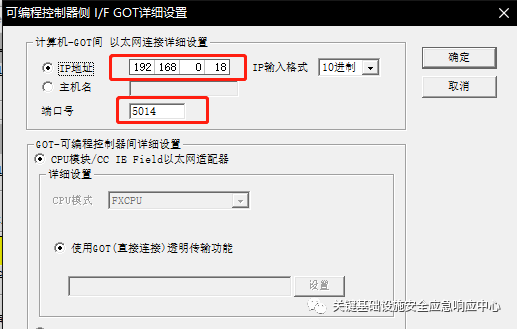 可编程控制器侧 I/F GOT详细设置
计算机-GOT间 以太网连接详细设置
IP地址 192 168 0 18 IP输入格式 10进制
主机名
端口号 5014
确定
取消
GOT-可编程控制器间详细设置
CPU模块/CC IE Field以太网适配器
详细设置
CPU模式 FXCPU
使用GOT(直接连接)透明传输功能
设置
关键基础设施安全应急响应中心